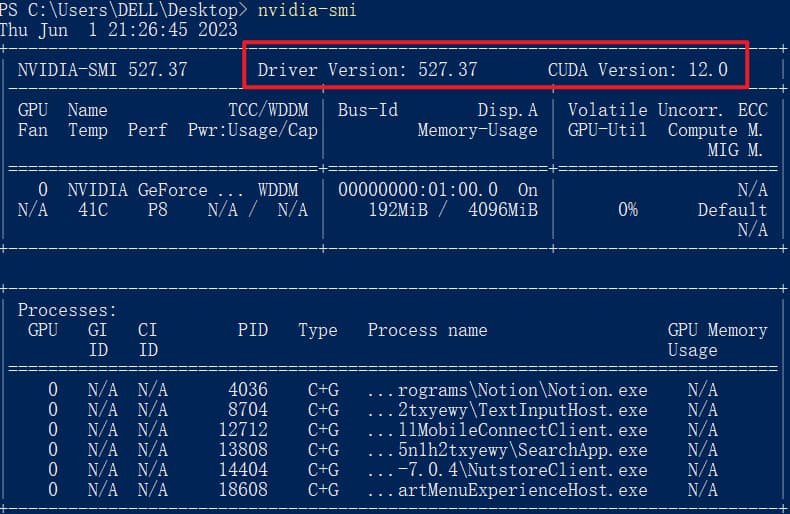 PS C:\Users\DELL\Desktop> nvidia-smi
Thu Jun  1 21:26:45 2023
NVIDIA-SMI 527.37 Driver Version: 527.37 CUDA Version: 12.0
GPU Name TCC/WDDM Bus-Id Disp.A Volatile Uncorr. ECC
Fan Temp Perf Pwr:Usage/Cap Memory-Usage GPU-Util Compute M.
MIG M.
0 NVIDIA GeForce ... WDDM 00000000:01:00.0 On N/A
N/A 41C P8 N/A / N/A 192MiB / 4096MiB 0% Default
N/A
Processes:
GPU GI CI PID Type Process name GPU Memory
ID ID Usage
0 N/A N/A 4036 C+G ...rograms\Notion\Notion.exe N/A
0 N/A N/A 8704 C+G ...2txyewy\TextInputHost.exe N/A
0 N/A N/A 12712 C+G ...llMobileConnectClient.exe N/A
0 N/A N/A 13808 C+G ...5n1h2txyewy\SearchApp.exe N/A
0 N/A N/A 14404 C+G ...-7.0.4\NutstoreClient.exe N/A
0 N/A N/A 18608 C+G ...artMenuExperienceHost.exe N/A